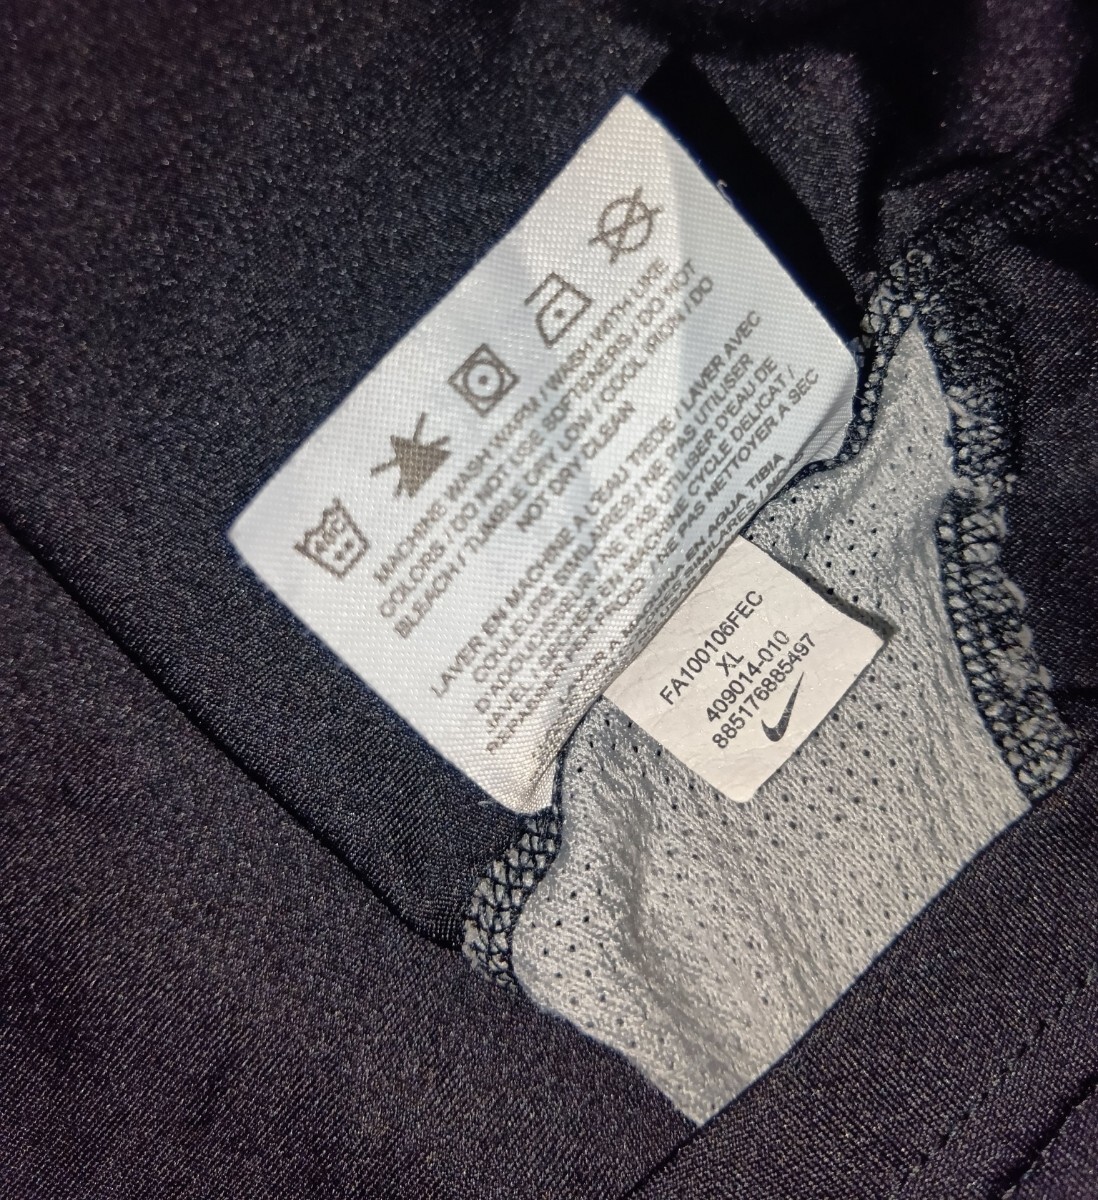 MACHINE WASH WARM / WASH WITH LIKE
COLORS / DO NOT USE SOFTENERS / DO NOT
BLEACH / TUMBLE DRY LOW / COOL IRON / DO
NOT DRY CLEAN
LAVER EN MACHINE A L'EAU TIEDE / LAVER AVEC
COULEURS SIMILAIRES / NE PAS UTILISER
D'ADOUCISSEUR / NE PAS UTILISER D'EAU DE
JAVEL / SECHER EN MACHINE CYCLE DELICAT /
REPASSER FROID / NE PAS NETTOYER A SEC
EN AGUA TIBIA
FA100106FEC
XL
409014-010
885176885497